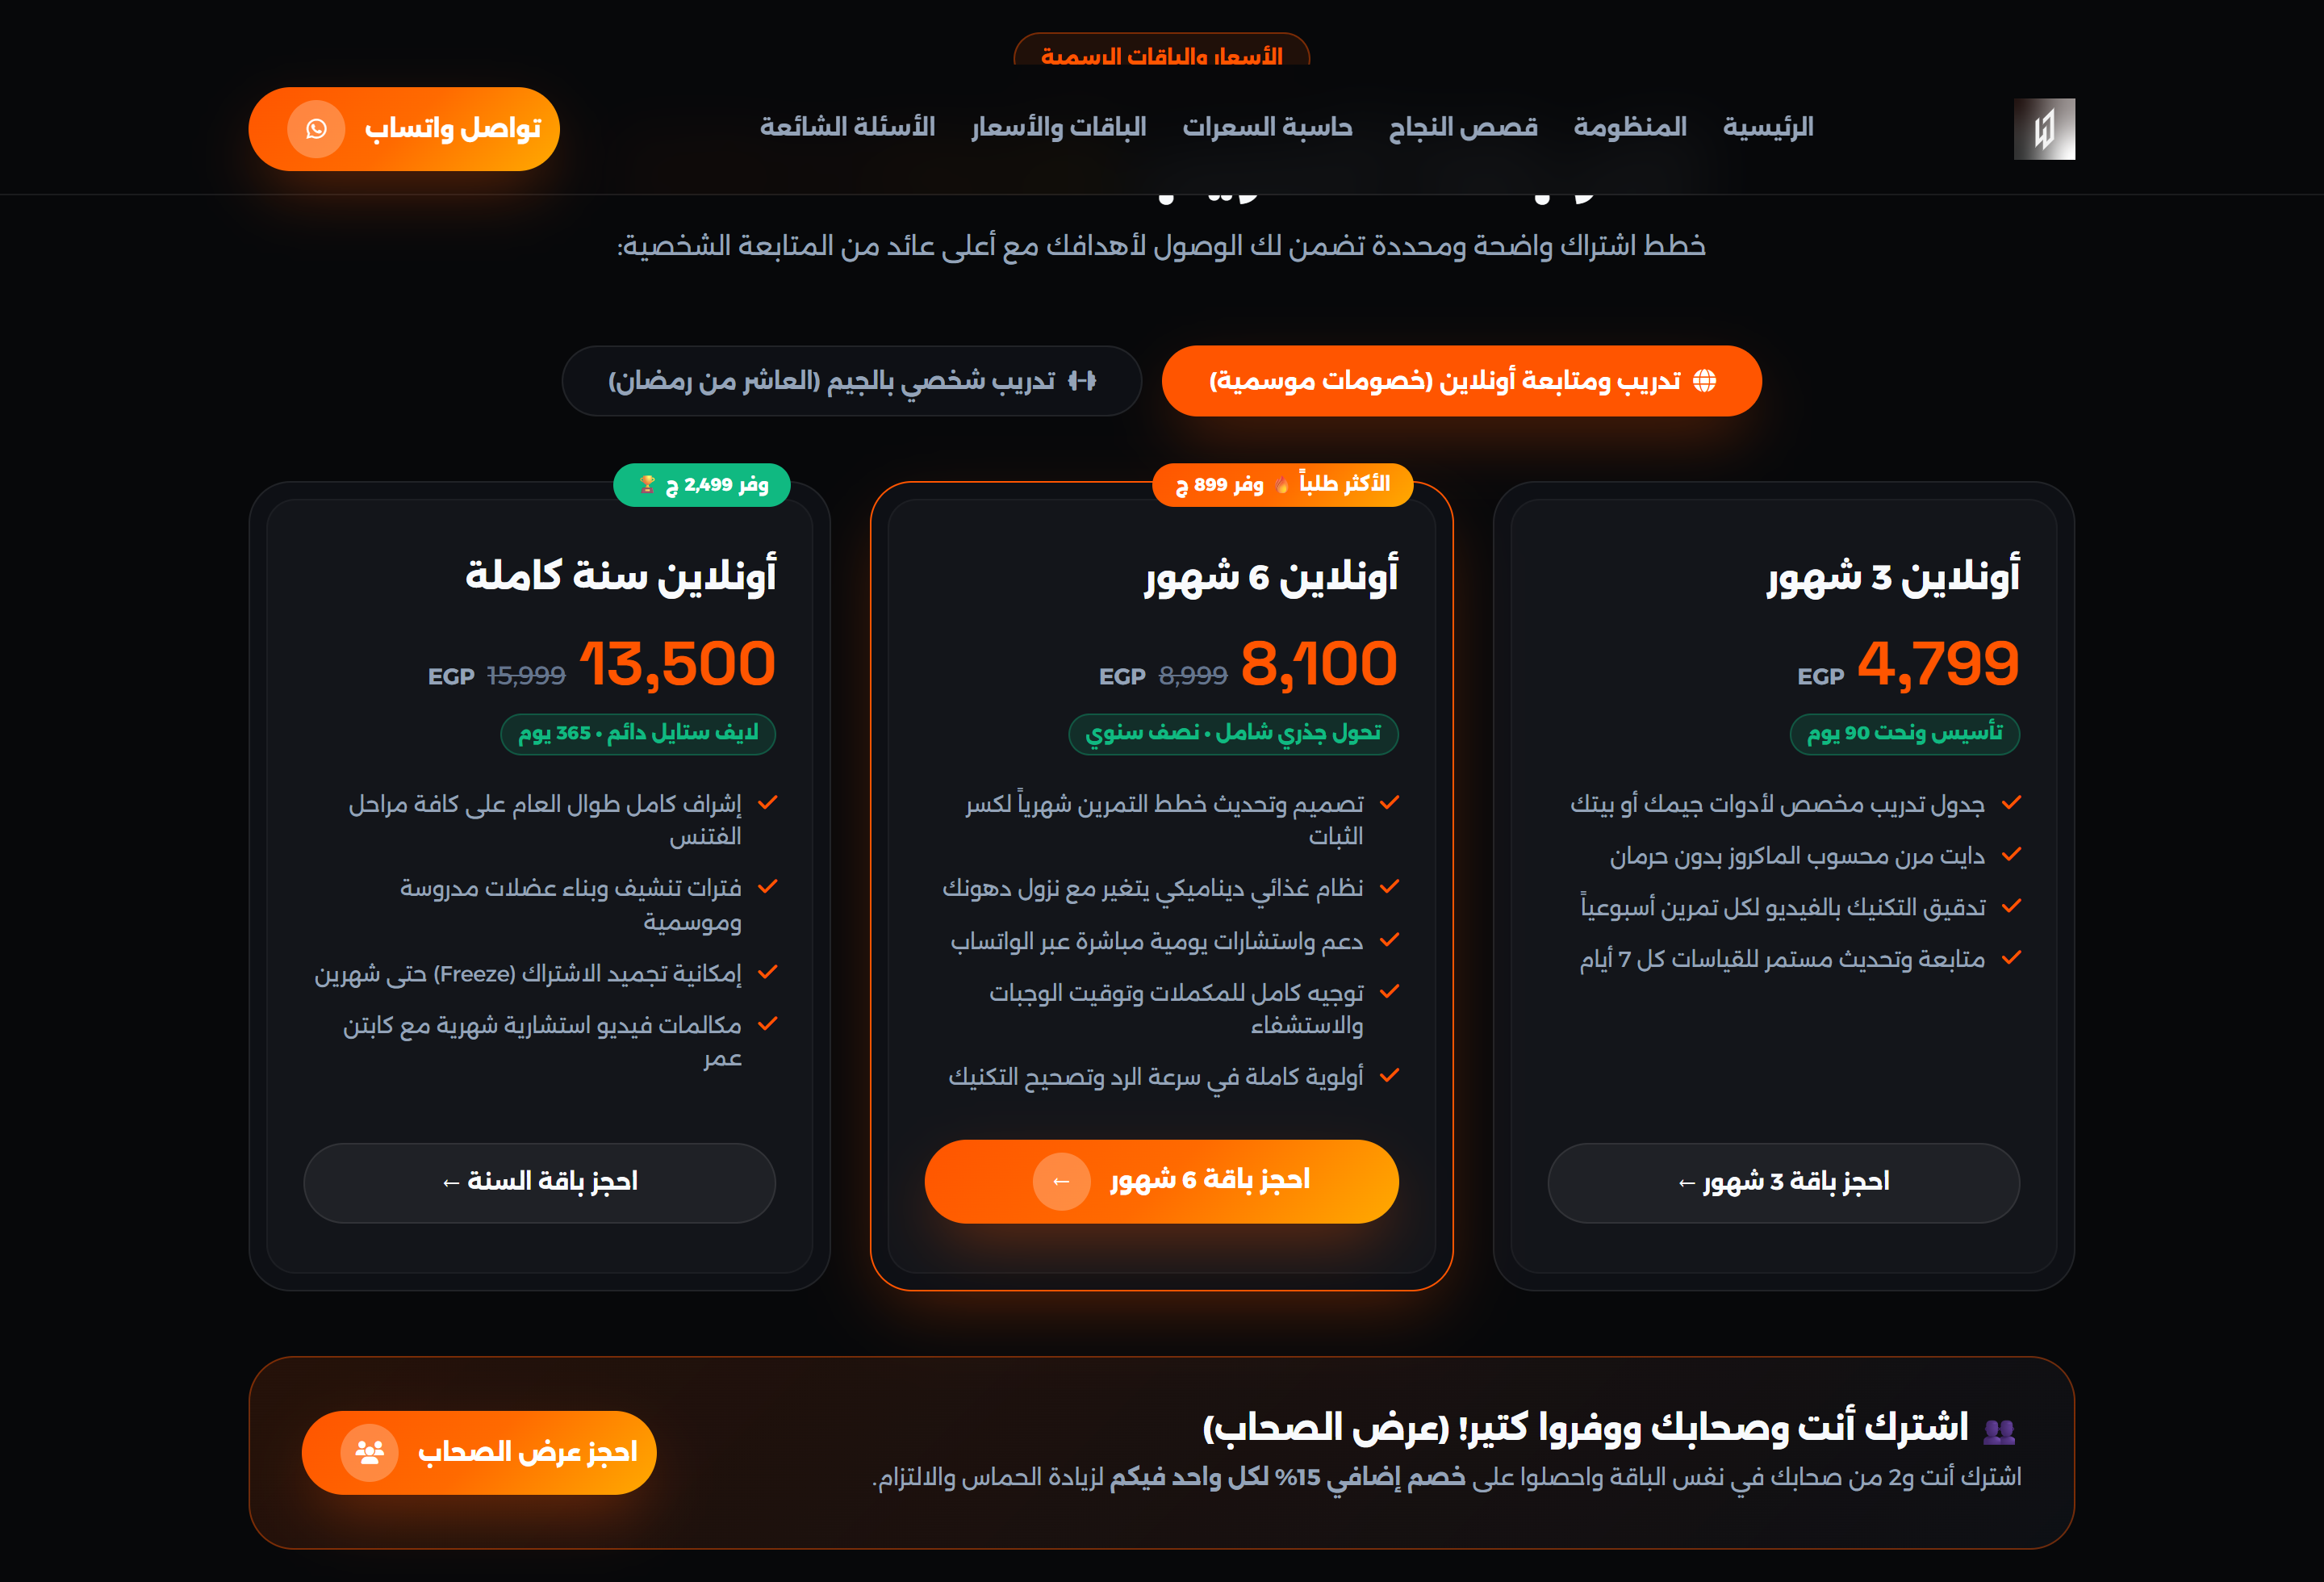 الأسعار والباقات الرسمية
الرئيسية
المنظومة
قصص النجاح
حاسبة السعرات
الباقات والأسعار
الأسئلة الشائعة
تواصل واتساب
خطط اشتراك واضحة ومحددة تضمن لك الوصول لأهدافك مع أعلى عائد من المتابعة الشخصية:
تدريب ومتابعة أونلاين (خصومات موسمية)
تدريب شخصي بالجيم (العاشر من رمضان)
أونلاين 3 شهور
4,799 EGP
تأسيس ونحت 90 يوم
جدول تدريب مخصص لأدوات جيمك أو بيتك
دايت مرن محسوب الماكروز بدون حرمان
تدقيق التكنيك بالفيديو لكل تمرين أسبوعياً
متابعة وتحديث مستمر للقياسات كل 7 أيام
احجز باقة 3 شهور ←
الأكثر طلباً 🔥 وفر 899 ج
أونلاين 6 شهور
8,100 8,999 EGP
تحول جذري شامل • نصف سنوي
تصميم وتحديث خطط التمرين شهرياً لكسر
الثبات
نظام غذائي ديناميكي يتغير مع نزول دهونك
دعم واستشارات يومية مباشرة عبر الواتساب
توجيه كامل للمكملات وتوقيت الوجبات
والاستشفاء
أولوية كاملة في سرعة الرد وتصحيح التكنيك
احجز باقة 6 شهور ←
وفر 2,499 ج 🏆
أونلاين سنة كاملة
13,500 15,999 EGP
لايف ستايل دائم • 365 يوم
إشراف كامل طوال العام على كافة مراحل
الفتنس
فترات تنشيف وبناء عضلات مدروسة
وموسمية
إمكانية تجميد الاشتراك (Freeze) حتى شهرين
مكالمات فيديو استشارية شهرية مع كابتن
عمر
احجز باقة السنة ←
👥 اشترك أنت وصحابك ووفروا كتير! (عرض الصحاب)
اشترك أنت و2 من صحابك في نفس الباقة واحصلوا على خصم إضافي 15% لكل واحد فيكم لزيادة الحماس والالتزام.
احجز عرض الصحاب